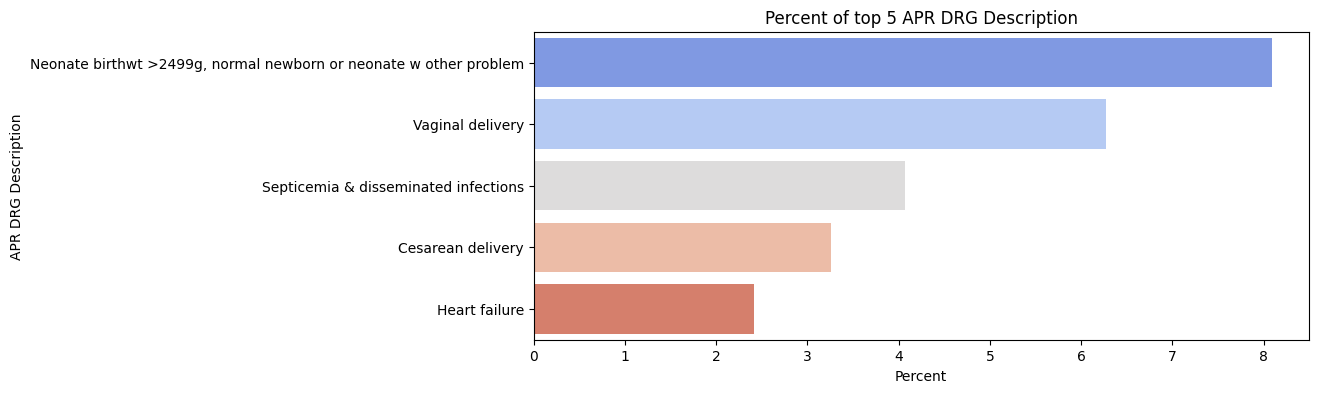 Percent of top 5 APR DRG Description
APR DRG Description
Neonate birthwt >2499g, normal newborn or neonate w other problem
Vaginal delivery
Septicemia & disseminated infections
Cesarean delivery
Heart failure
0 1 2 3 4 5 6 7 8
Percent